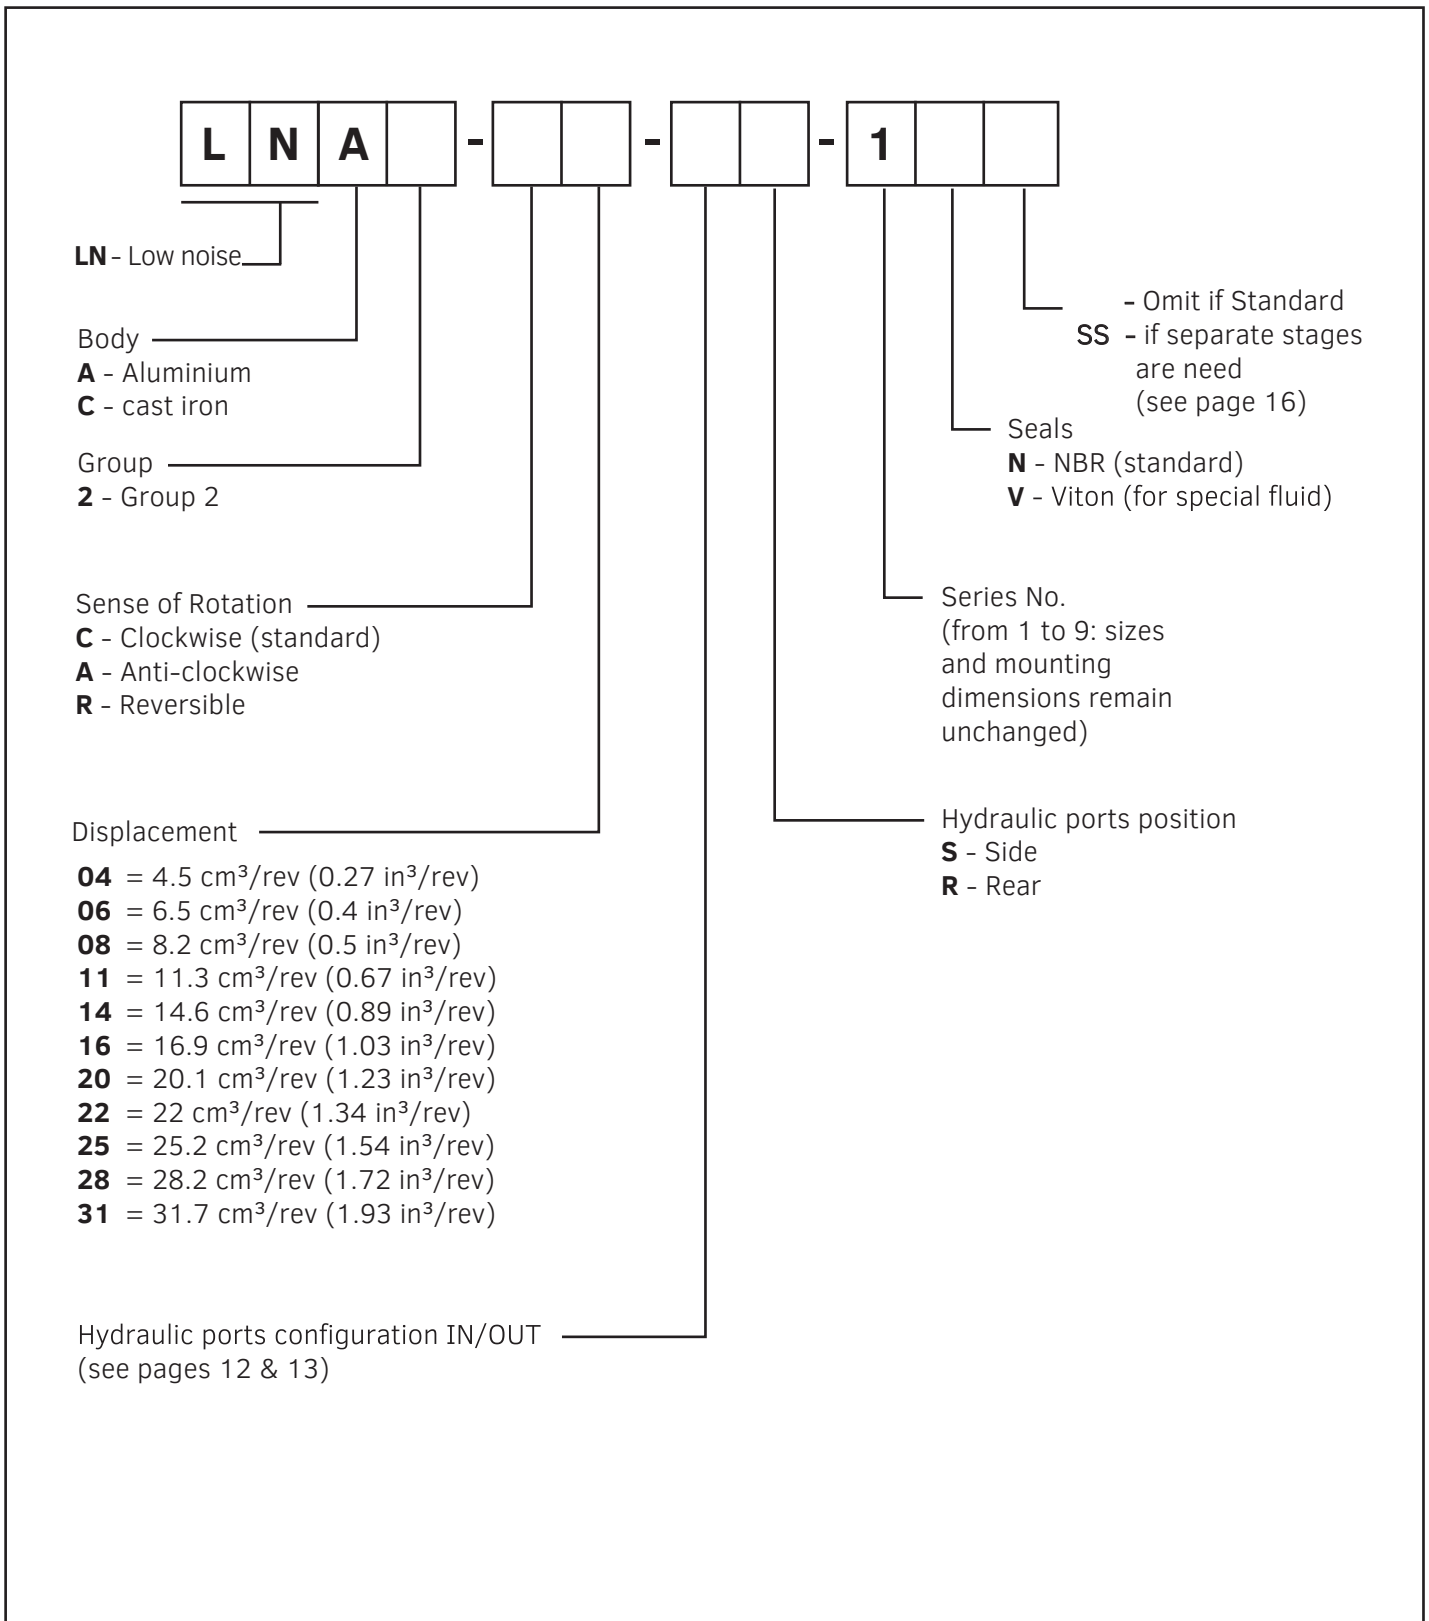 L N A - - - 1
LN - Low noise
Body
A - Aluminium
C - cast iron
Group
2 - Group 2
Sense of Rotation
C - Clockwise (standard)
A - Anti-clockwise
R - Reversible
Displacement
04 = 4.5 cm³/rev (0.27 in³/rev)
06 = 6.5 cm³/rev (0.4 in³/rev)
08 = 8.2 cm³/rev (0.5 in³/rev)
11 = 11.3 cm³/rev (0.67 in³/rev)
14 = 14.6 cm³/rev (0.89 in³/rev)
16 = 16.9 cm³/rev (1.03 in³/rev)
20 = 20.1 cm³/rev (1.23 in³/rev)
22 = 22 cm³/rev (1.34 in³/rev)
25 = 25.2 cm³/rev (1.54 in³/rev)
28 = 28.2 cm³/rev (1.72 in³/rev)
31 = 31.7 cm³/rev (1.93 in³/rev)
Hydraulic ports configuration IN/OUT
(see pages 12 & 13)
- Omit if Standard
SS - if separate stages
are need
(see page 16)
Seals
N - NBR (standard)
V - Viton (for special fluid)
Series No.
(from 1 to 9: sizes
and mounting
dimensions remain
unchanged)
Hydraulic ports position
S - Side
R - Rear